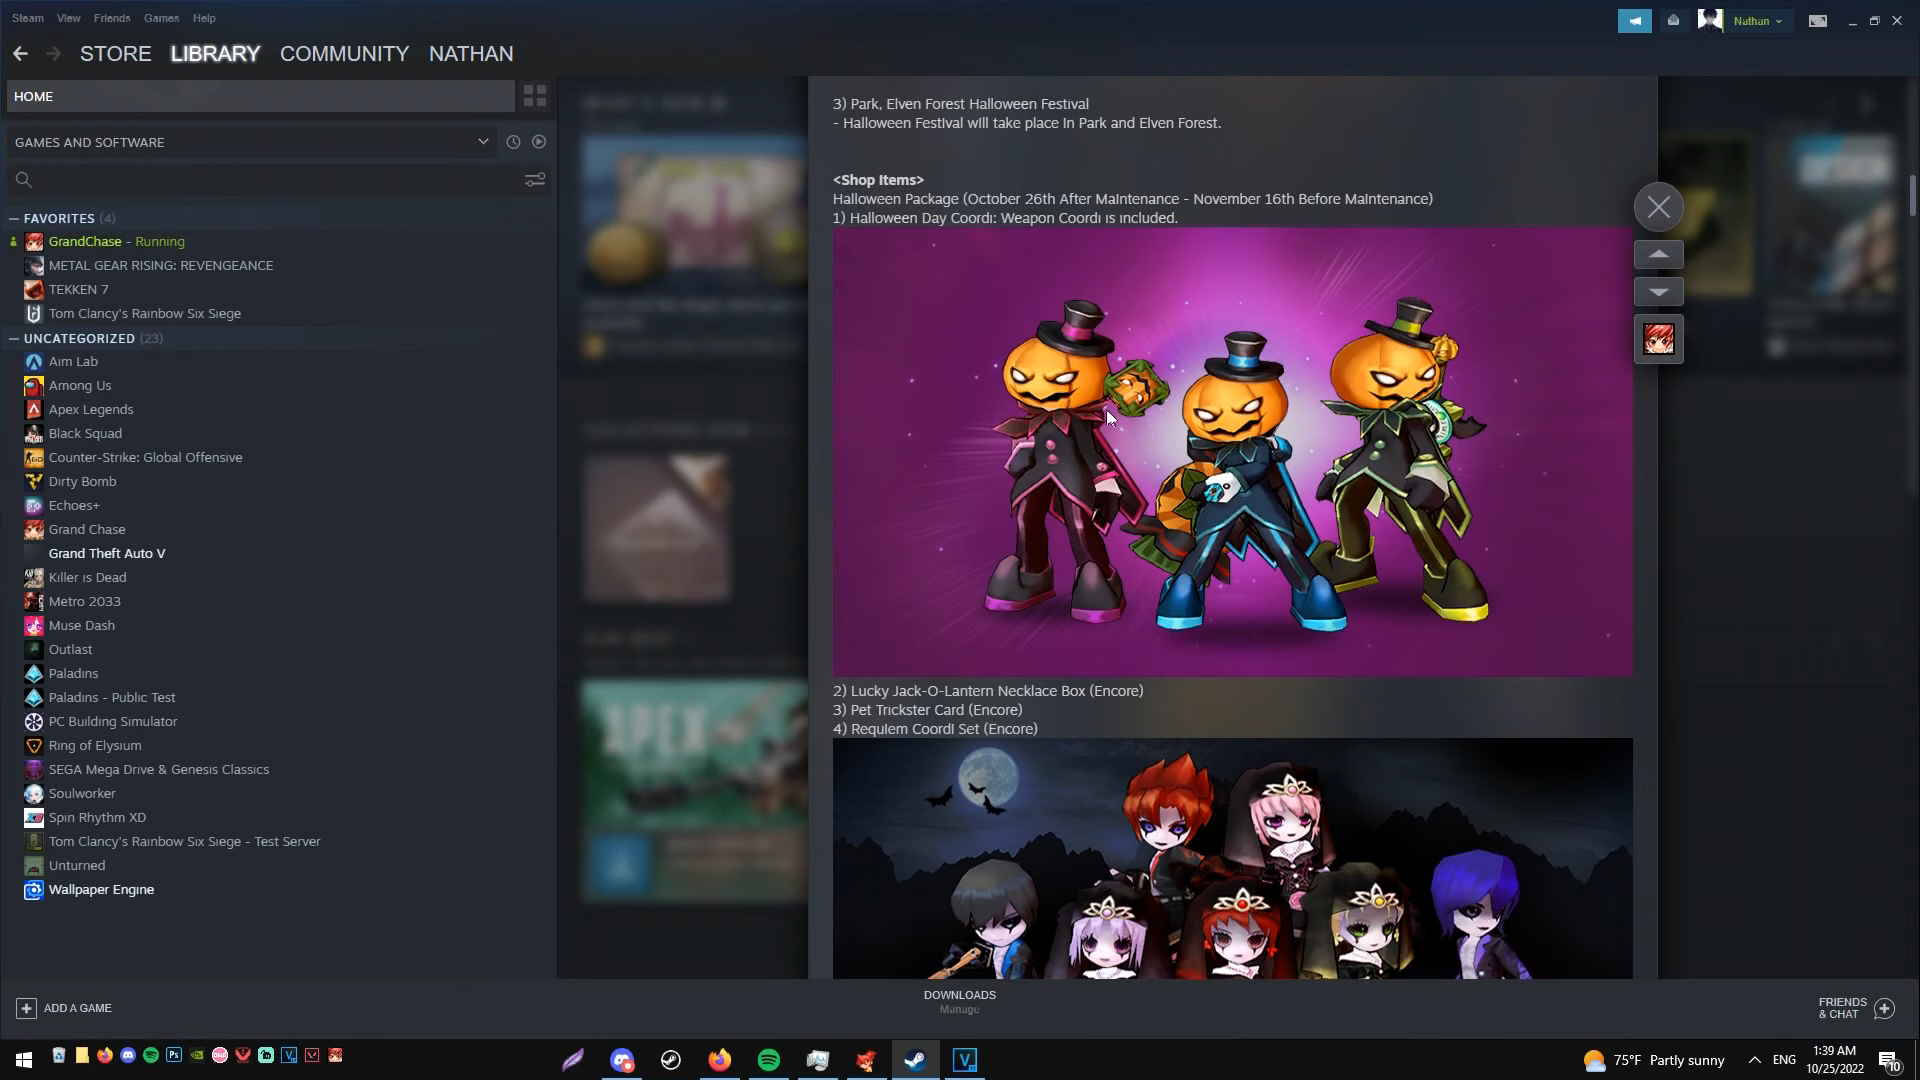 Steam
View
Friends
Games
Help
Nathan
STORE
LIBRARY
COMMUNITY
NATHAN
HOME
GAMES AND SOFTWARE
FAVORITES (4)
GrandChase - Running
METAL GEAR RISING: REVENGEANCE
TEKKEN 7
Tom Clancy's Rainbow Six Siege
UNCATEGORIZED (23)
Aim Lab
Among Us
Apex Legends
Black Squad
Counter-Strike: Global Offensive
Dirty Bomb
Echoes+
Grand Chase
Grand Theft Auto V
Killer is Dead
Metro 2033
Muse Dash
Outlast
Paladins
Paladins - Public Test
PC Building Simulator
Ring of Elysium
SEGA Mega Drive & Genesis Classics
Soulworker
Spin Rhythm XD
Tom Clancy's Rainbow Six Siege - Test Server
Unturned
Wallpaper Engine
3) Park, Elven Forest Halloween Festival
- Halloween Festival will take place in Park and Elven Forest.
<Shop Items>
Halloween Package (October 26th After Maintenance - November 16th Before Maintenance)
1) Halloween Day Coordi: Weapon Coordi is included.
2) Lucky Jack-O-Lantern Necklace Box (Encore)
3) Pet Trickster Card (Encore)
4) Requiem Coordi Set (Encore)
APEX
ADD A GAME
DOWNLOADS
Manage
FRIENDS
& CHAT
75°F Partly sunny
ENG
1:39 AM
10/25/2022
10